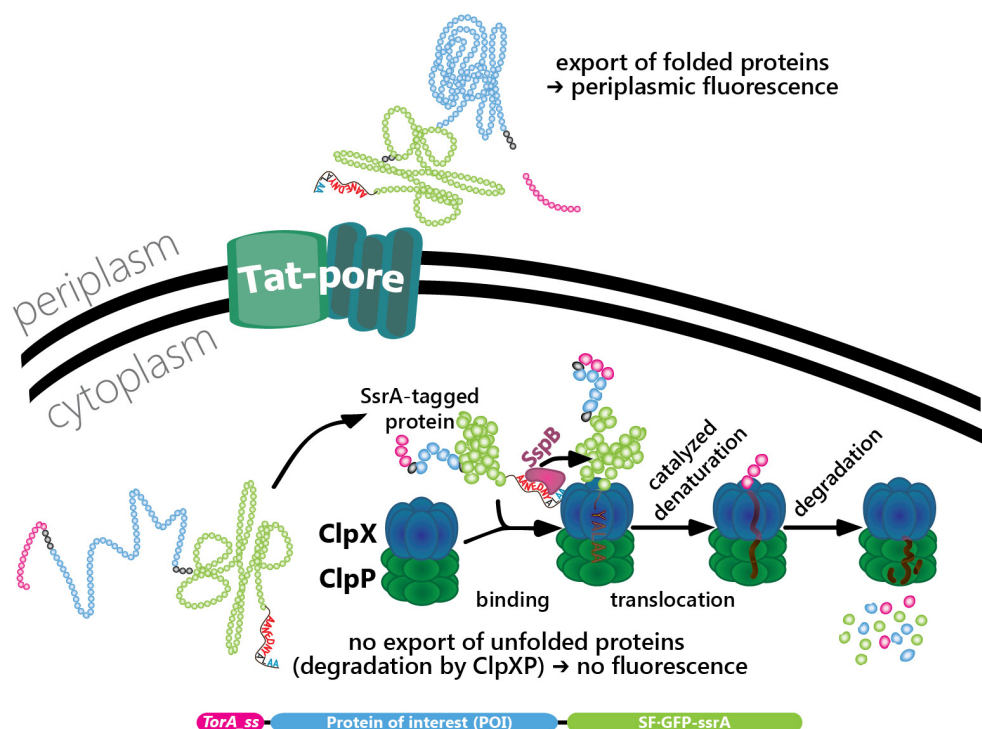 export of folded proteins
→ periplasmic fluorescence
AANDENYALAA
periplasm
Tat-pore
cytoplasm
SsrA-tagged
protein
SspB
catalyzed
denaturation
degradation
YALAA
ClpX
ClpP
binding
translocation
no export of unfolded proteins
(degradation by ClpXP) → no fluorescence
TorA ss
Protein of interest (POI)
SF-GFP-ssrA